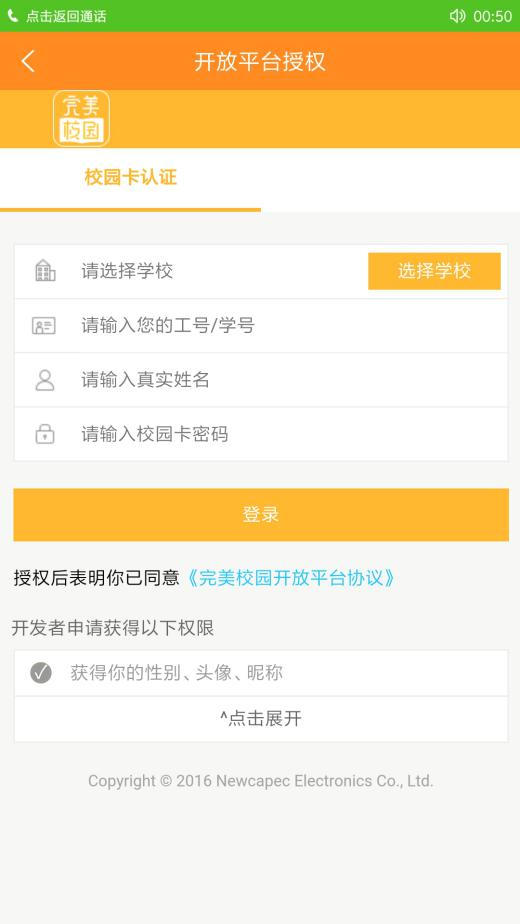 点击返回通话 00:50
开放平台授权
完美
校园
校园卡认证
请选择学校 选择学校
请输入您的工号/学号
请输入真实姓名
请输入校园卡密码
登录
授权后表明你已同意《完美校园开放平台协议》
开发者申请获得以下权限
获得你的性别、头像、昵称
^点击展开
Copyright © 2016 Newcapec Electronics Co., Ltd.